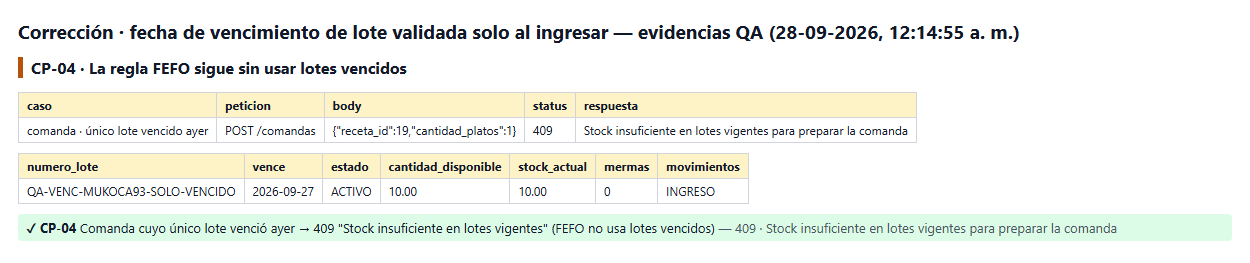 Corrección · fecha de vencimiento de lote validada solo al ingresar — evidencias QA (28-09-2026, 12:14:55 a. m.)
CP-04 · La regla FEFO sigue sin usar lotes vencidos
caso peticion body status respuesta
comanda · único lote vencido ayer POST /comandas {"receta_id":19,"cantidad_platos":1} 409 Stock insuficiente en lotes vigentes para preparar la comanda
numero_lote vence estado cantidad_disponible stock_actual mermas movimientos
QA-VENC-MUKOCA93-SOLO-VENCIDO 2026-09-27 ACTIVO 10.00 10.00 0 INGRESO
✓ CP-04 Comanda cuyo único lote venció ayer → 409 "Stock insuficiente en lotes vigentes" (FEFO no usa lotes vencidos) — 409 · Stock insuficiente en lotes vigentes para preparar la comanda